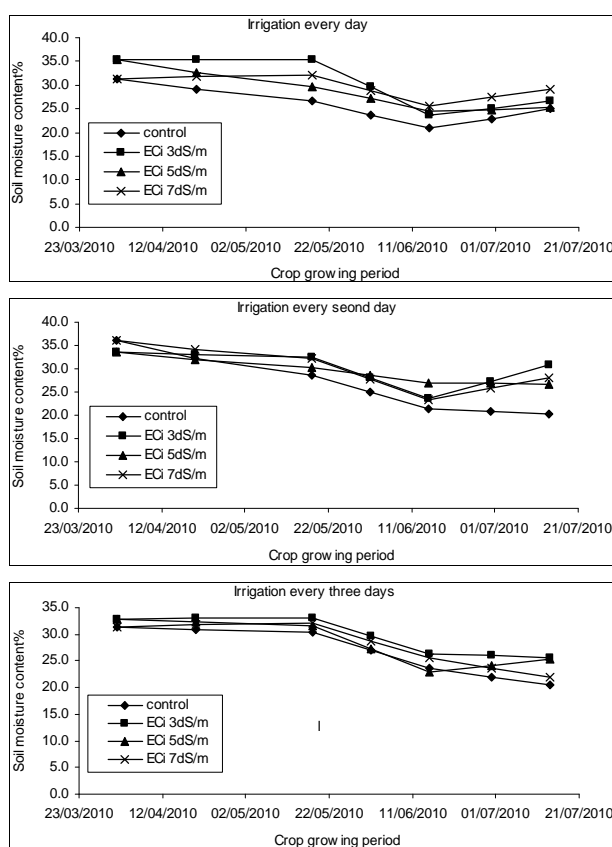 Irrigation every day
Soil moisture content%
40.0
35.0
30.0
25.0
20.0
15.0
10.0
5.0
0.0
control
ECi 3dS/m
ECi 5dS/m
ECi 7dS/m
23/03/2010 12/04/2010 02/05/2010 22/05/2010 11/06/2010 01/07/2010 21/07/2010
Crop growing period
Irrigation every seond day
Soil moisture content%
40.0
35.0
30.0
25.0
20.0
15.0
10.0
5.0
0.0
control
ECi 3dS/m
ECi 5dS/m
ECi 7dS/m
23/03/2010 12/04/2010 02/05/2010 22/05/2010 11/06/2010 01/07/2010 21/07/2010
Crop growing period
Irrigation every three days
Soil moisture content%
35.0
30.0
25.0
20.0
15.0
10.0
5.0
0.0
control
ECi 3dS/m
ECi 5dS/m
ECi 7dS/m
I
23/03/2010 12/04/2010 02/05/2010 22/05/2010 11/06/2010 01/07/2010 21/07/2010
Crop growing period